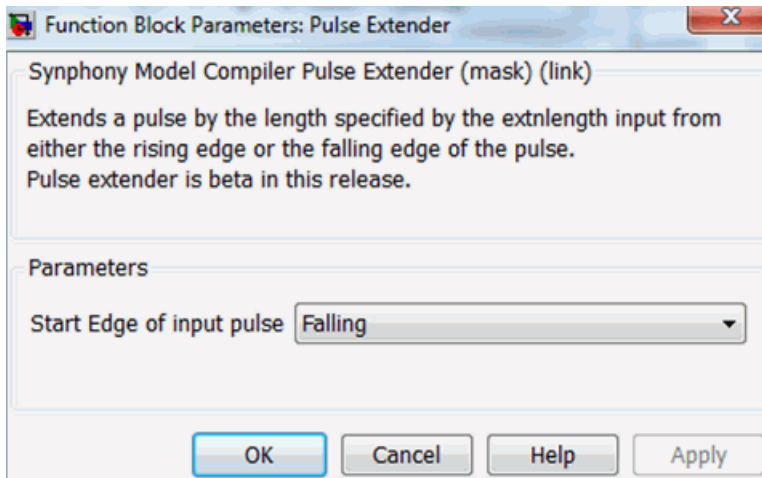 Function Block Parameters: Pulse Extender
Synphony Model Compiler Pulse Extender (mask) (link)
Extends a pulse by the length specified by the extnlength input from
either the rising edge or the falling edge of the pulse.
Pulse extender is beta in this release.
Parameters
Start Edge of input pulse Falling
OK Cancel Help Apply